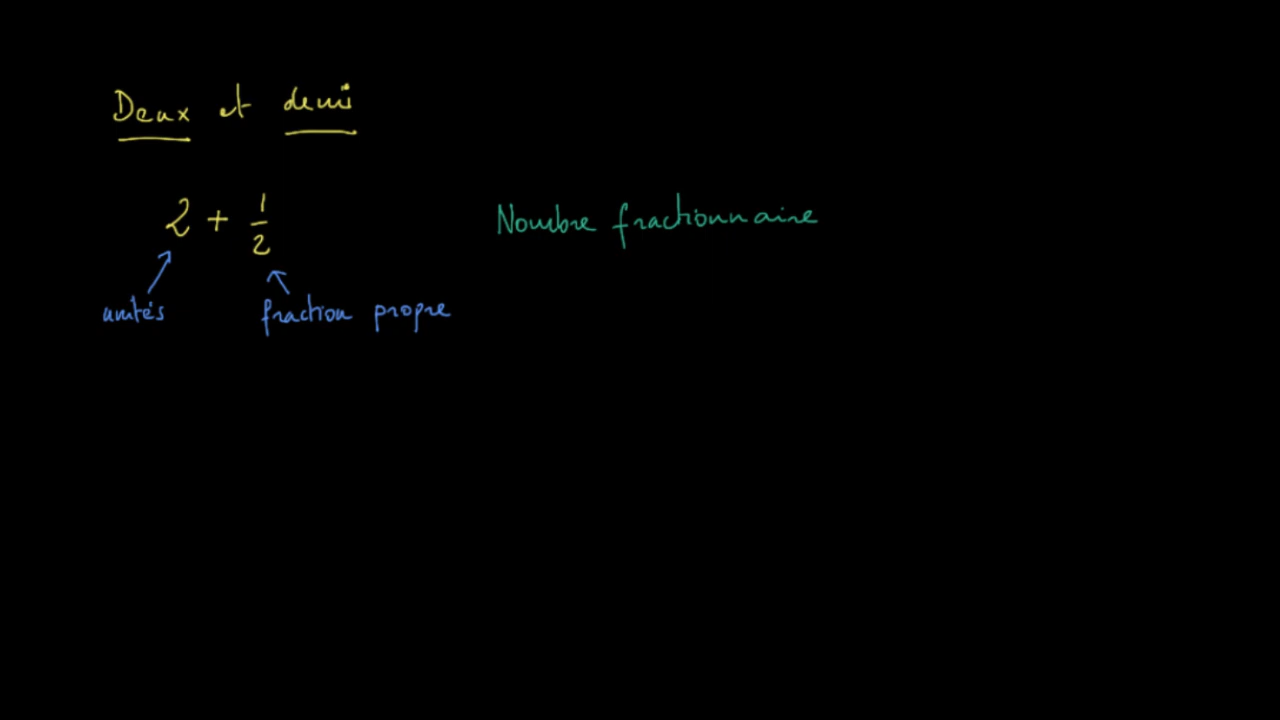 Deux et demi
2 + 1/2
Nombre fractionnaire
unités
fraction propre